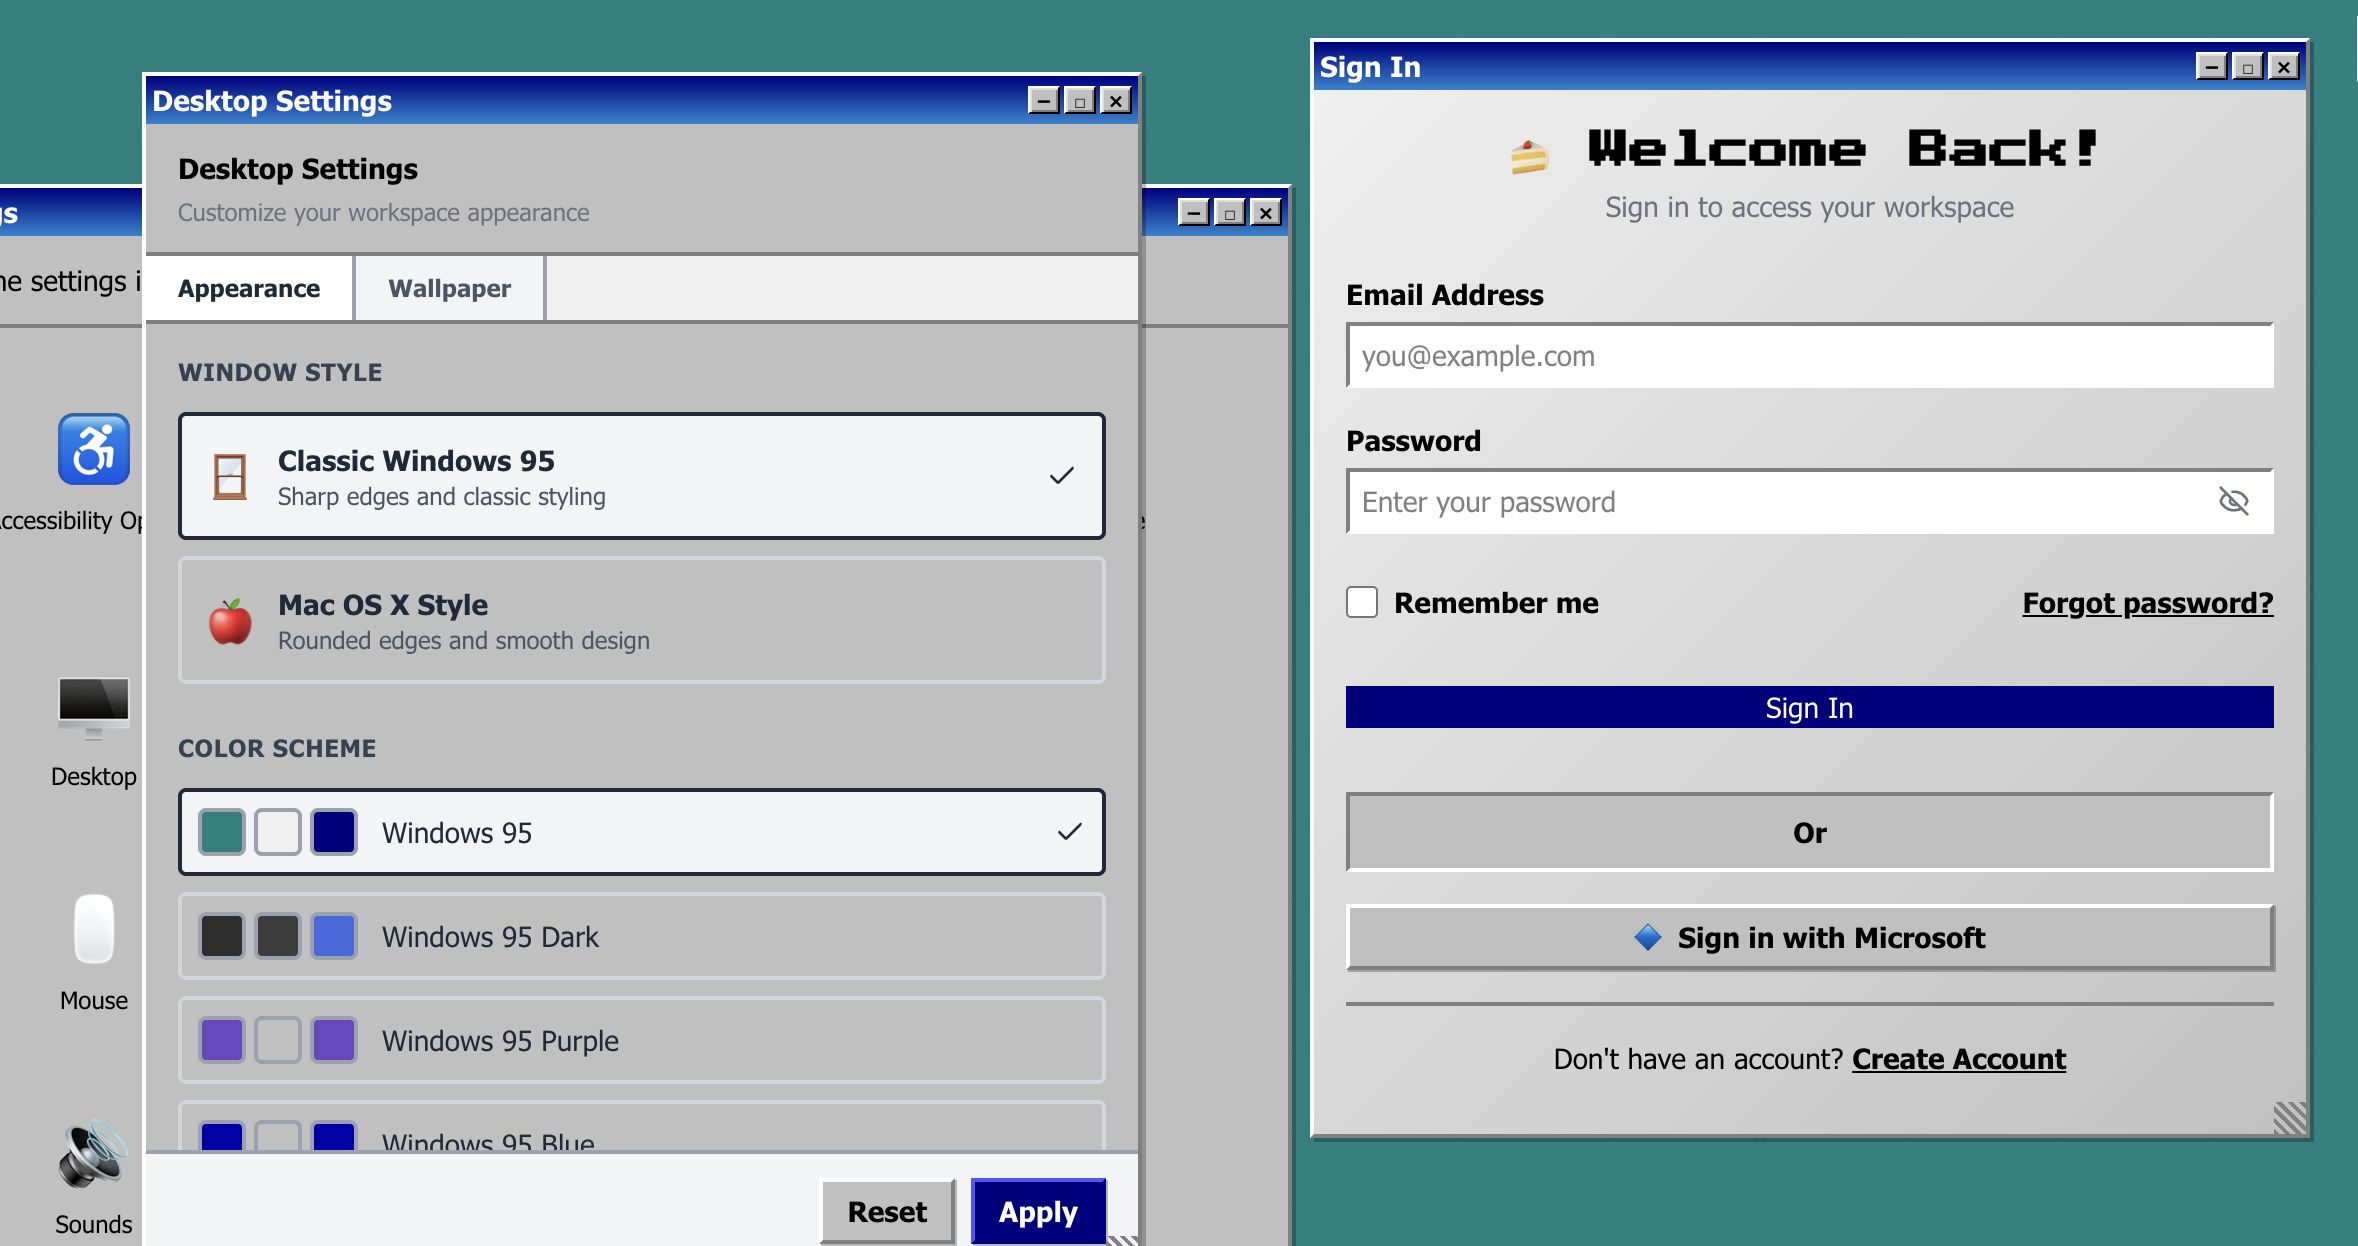 Desktop Settings
Desktop Settings
Customize your workspace appearance
Appearance
Wallpaper
WINDOW STYLE
Classic Windows 95
Sharp edges and classic styling
Mac OS X Style
Rounded edges and smooth design
COLOR SCHEME
Windows 95
Windows 95 Dark
Windows 95 Purple
Windows 95 Blue
Reset
Apply
settings
Desktop
Mouse
Sounds
Sign In
Welcome Back!
Sign in to access your workspace
Email Address
you@example.com
Password
Enter your password
Remember me
Forgot password?
Sign In
Or
Sign in with Microsoft
Don't have an account? Create Account